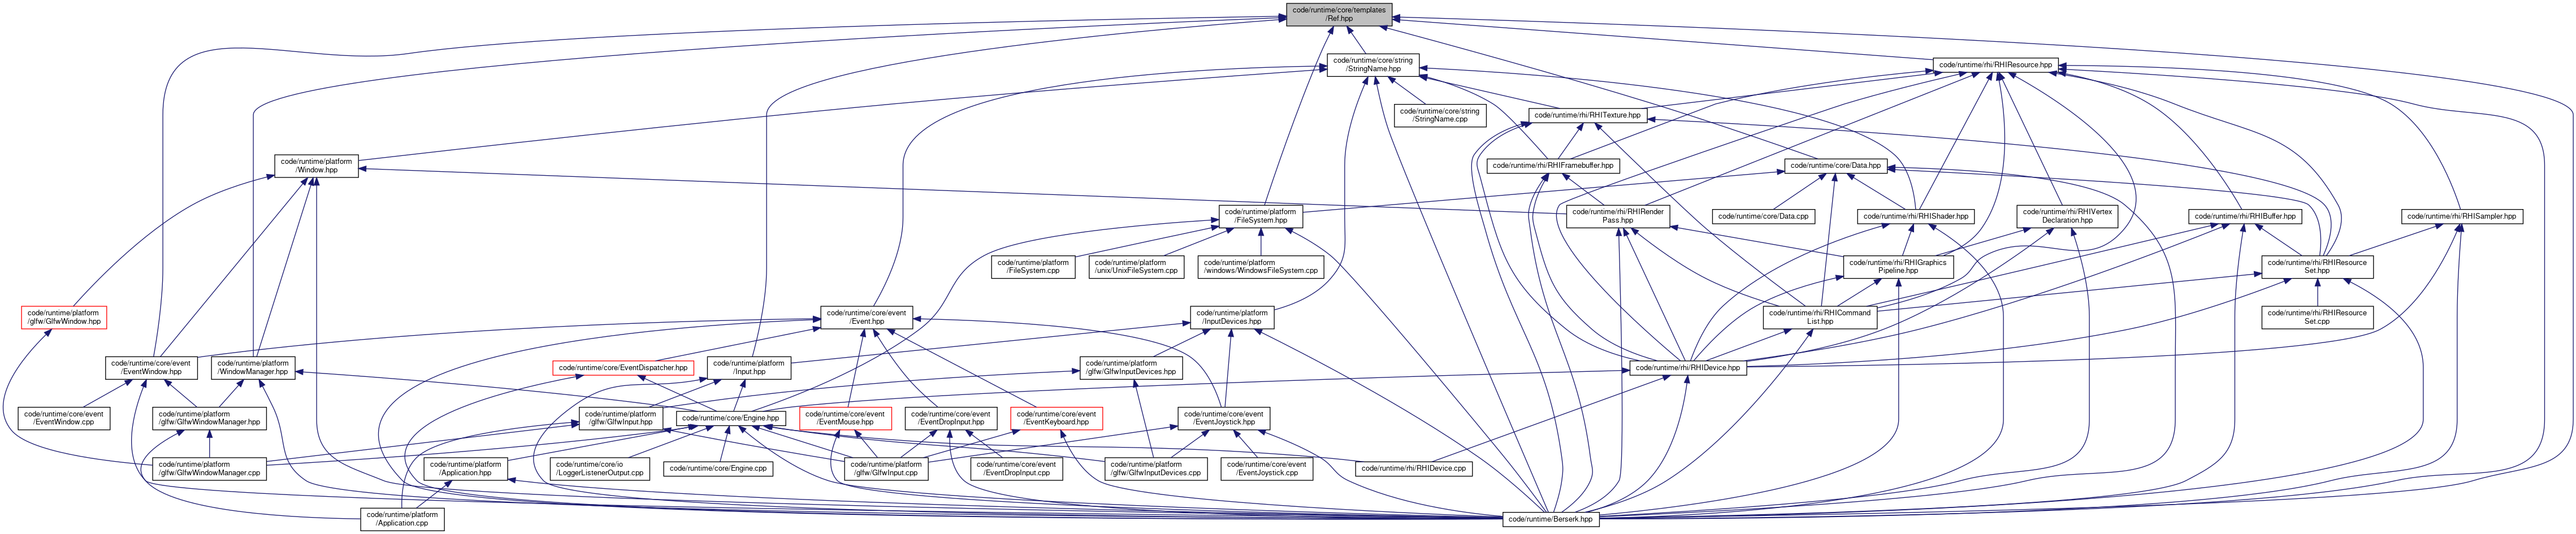 code/runtime/core/templates
/Ref.hpp
code/runtime/core/string
/StringName.hpp
code/runtime/rhi/RHIResource.hpp
code/runtime/core/string
/StringName.cpp
code/runtime/rhi/RHITexture.hpp
code/runtime/platform
/Window.hpp
code/runtime/rhi/RHIFramebuffer.hpp
code/runtime/core/Data.hpp
code/runtime/platform
/FileSystem.hpp
code/runtime/rhi/RHIRender
Pass.hpp
code/runtime/core/Data.cpp
code/runtime/rhi/RHIShader.hpp
code/runtime/rhi/RHIVertex
Declaration.hpp
code/runtime/rhi/RHIBuffer.hpp
code/runtime/rhi/RHISampler.hpp
code/runtime/platform
/FileSystem.cpp
code/runtime/platform
/unix/UnixFileSystem.cpp
code/runtime/platform
/windows/WindowsFileSystem.cpp
code/runtime/rhi/RHIGraphics
Pipeline.hpp
code/runtime/rhi/RHIResource
Set.hpp
code/runtime/platform
/glfw/GlfwWindow.hpp
code/runtime/core/event
/Event.hpp
code/runtime/platform
/InputDevices.hpp
code/runtime/rhi/RHICommand
List.hpp
code/runtime/rhi/RHIResource
Set.cpp
code/runtime/core/event
/EventWindow.hpp
code/runtime/platform
/WindowManager.hpp
code/runtime/core/EventDispatcher.hpp
code/runtime/platform
/Input.hpp
code/runtime/platform
/glfw/GlfwInputDevices.hpp
code/runtime/rhi/RHIDevice.hpp
code/runtime/core/event
/EventWindow.cpp
code/runtime/platform
/glfw/GlfwWindowManager.hpp
code/runtime/platform
/glfw/GlfwInput.hpp
code/runtime/core/Engine.hpp
code/runtime/core/event
/EventMouse.hpp
code/runtime/core/event
/EventDropInput.hpp
code/runtime/core/event
/EventKeyboard.hpp
code/runtime/core/event
/EventJoystick.hpp
code/runtime/platform
/glfw/GlfwWindowManager.cpp
code/runtime/platform
/Application.hpp
code/runtime/core/io
/LoggerListenerOutput.cpp
code/runtime/core/Engine.cpp
code/runtime/platform
/glfw/GlfwInput.cpp
code/runtime/core/event
/EventDropInput.cpp
code/runtime/platform
/glfw/GlfwInputDevices.cpp
code/runtime/core/event
/EventJoystick.cpp
code/runtime/rhi/RHIDevice.cpp
code/runtime/platform
/Application.cpp
code/runtime/Berserk.hpp